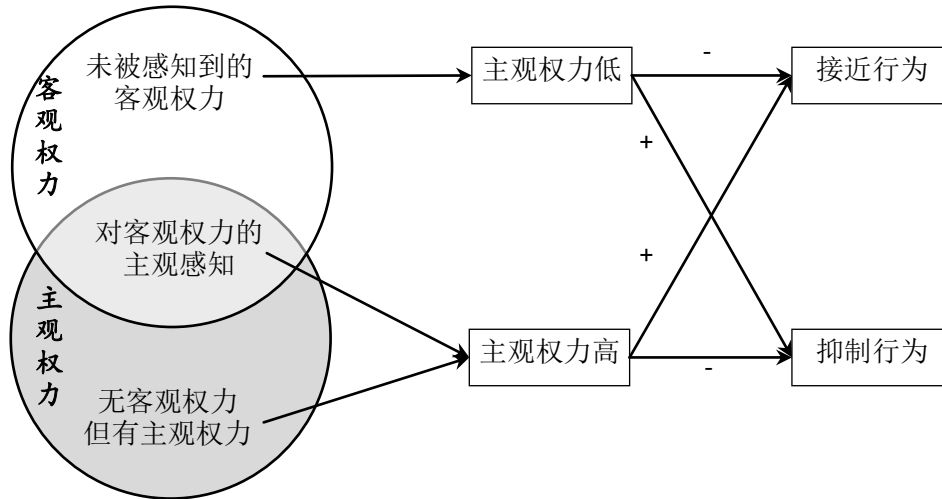 客观权力
未被感知到的
客观权力
对客观权力的
主观感知
主观权力
无客观权力
但有主观权力
主观权力低
主观权力高
-
+
+
-
接近行为
抑制行为